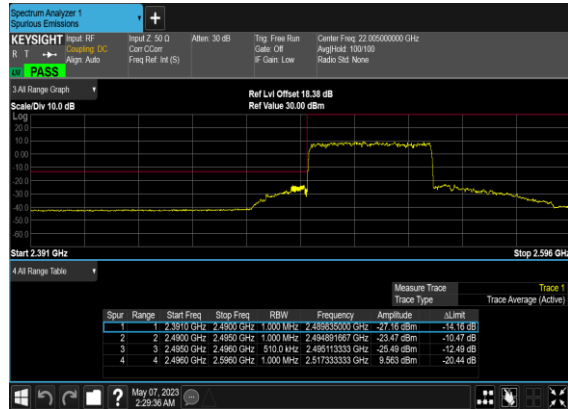 Spectrum Analyzer 1
Spurious Emissions
KEYSIGHT Input: RF Input Z: 50 Ω Atten: 30 dB Trig: Free Run Center Freq: 22.005000000 GHz
R T Coupling: DC Corr CCorr Gate: Off Avg|Hold: 100/100
Align: Auto Freq Ref: Int (S) IF Gain: Low Radio Std: None
PASS
3 All Range Graph
Ref Lvl Offset 18.38 dB
Scale/Div 10.0 dB Ref Value 30.00 dBm
Log
20.0
10.0
0.00
-10.0
-20.0
-30.0
-40.0
-50.0
-60.0
Start 2.391 GHz Stop 2.596 GHz
4 All Range Table
Measure Trace Trace 1
Trace Type Trace Average (Active)
Spur Range Start Freq Stop Freq RBW Frequency Amplitude ΔLimit
1 1 2.3910 GHz 2.4900 GHz 1.000 MHz 2.489835000 GHz -27.16 dBm -14.16 dB
2 2 2.4900 GHz 2.4950 GHz 1.000 MHz 2.494891667 GHz -23.47 dBm -10.47 dB
3 3 2.4950 GHz 2.4960 GHz 510.0 kHz 2.495113333 GHz -25.49 dBm -12.49 dB
4 4 2.4960 GHz 2.5960 GHz 1.000 MHz 2.517333333 GHz 9.563 dBm -20.44 dB
? May 07, 2023
2:29:36 AM